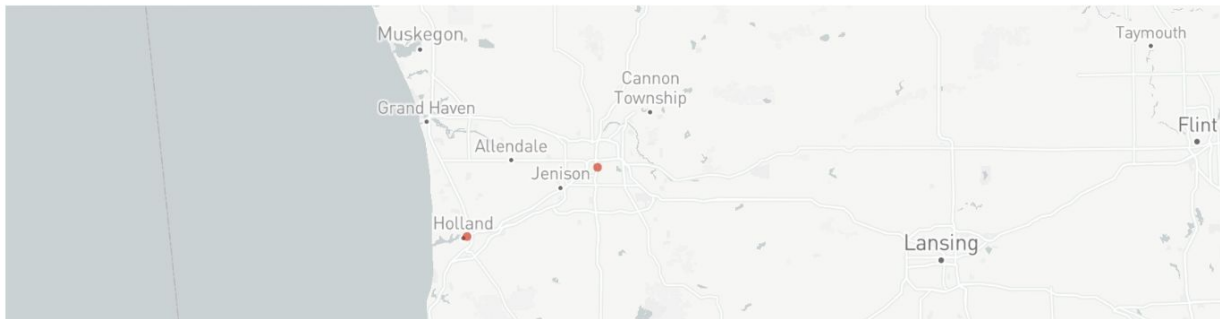 Muskegon
Taymouth
Cannon
Township
Grand Haven
Flint
Allendale
Jenison
Holland
Lansing